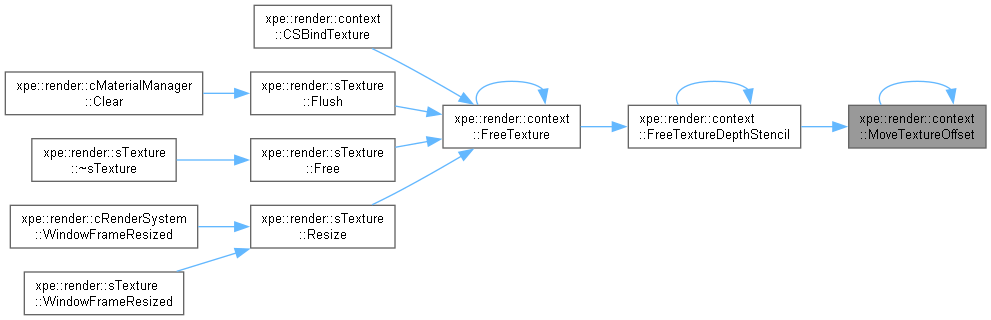 xpe::render::context
::CSBindTexture
xpe::render::cMaterialManager
::Clear
xpe::render::sTexture
::Flush
xpe::render::context
::FreeTexture
xpe::render::context
::FreeTextureDepthStencil
xpe::render::context
::MoveTextureOffset
xpe::render::sTexture
::~sTexture
xpe::render::sTexture
::Free
xpe::render::cRenderSystem
::WindowFrameResized
xpe::render::sTexture
::Resize
xpe::render::sTexture
::WindowFrameResized